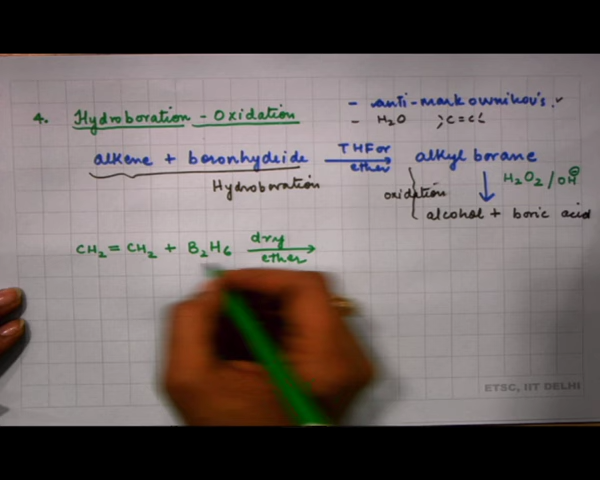 4. Hydroboration - Oxidation
- anti-markownikov's.
- H₂O ;C=C:
alkene + boronhydeide THF or ether → alkyl borane
Hydroboration
oxidation
H₂O₂/OH⊖
alcohol + boric acid
CH₂=CH₂ + B₂H₆ dry ether →
ETSC, IIT DELHI